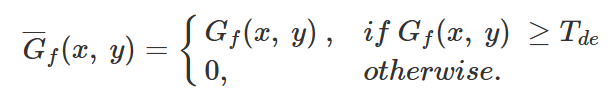 G̅_f(x, y) = { G_f(x, y), if G_f(x, y) ≥ T_de
0, otherwise.